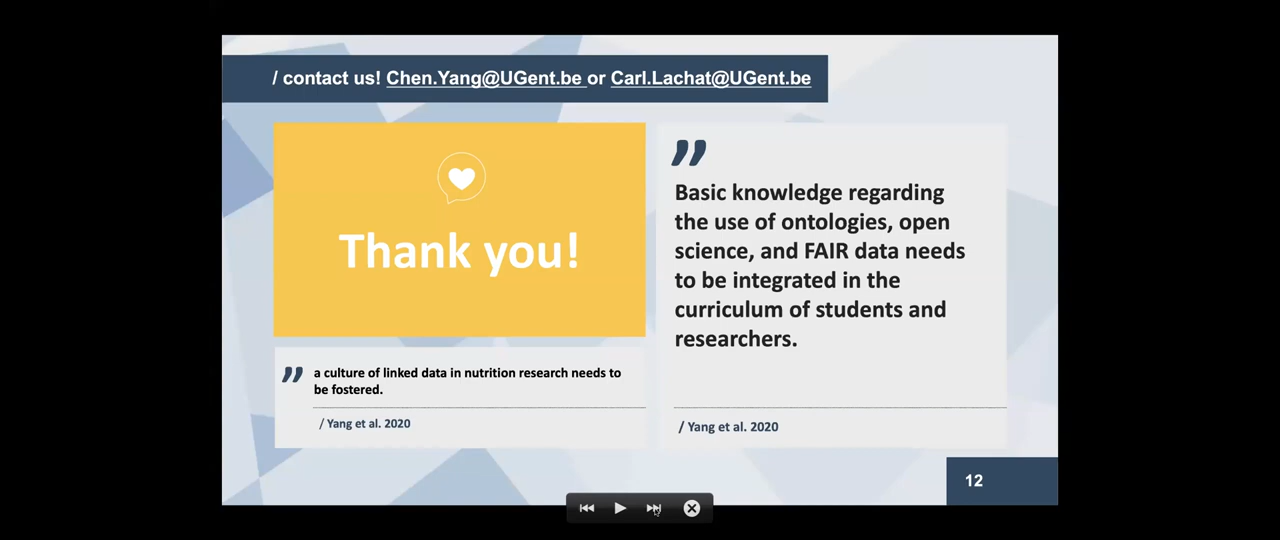 / contact us! Chen.Yang@UGent.be or Carl.Lachat@UGent.be
Thank you!
” a culture of linked data in nutrition research needs to
be fostered.
/ Yang et al. 2020
”
Basic knowledge regarding
the use of ontologies, open
science, and FAIR data needs
to be integrated in the
curriculum of students and
researchers.
/ Yang et al. 2020
12